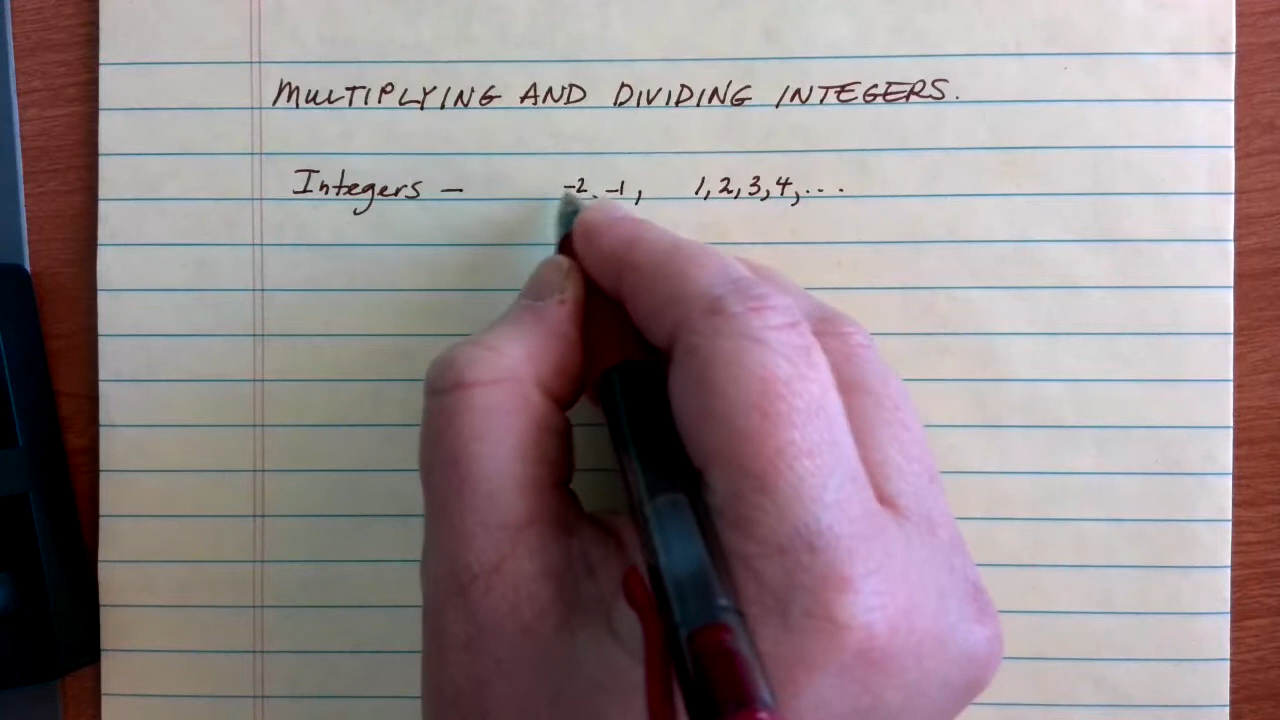 MULTIPLYING AND DIVIDING INTEGERS.
Integers – -2, -1, 1, 2, 3, 4, ...